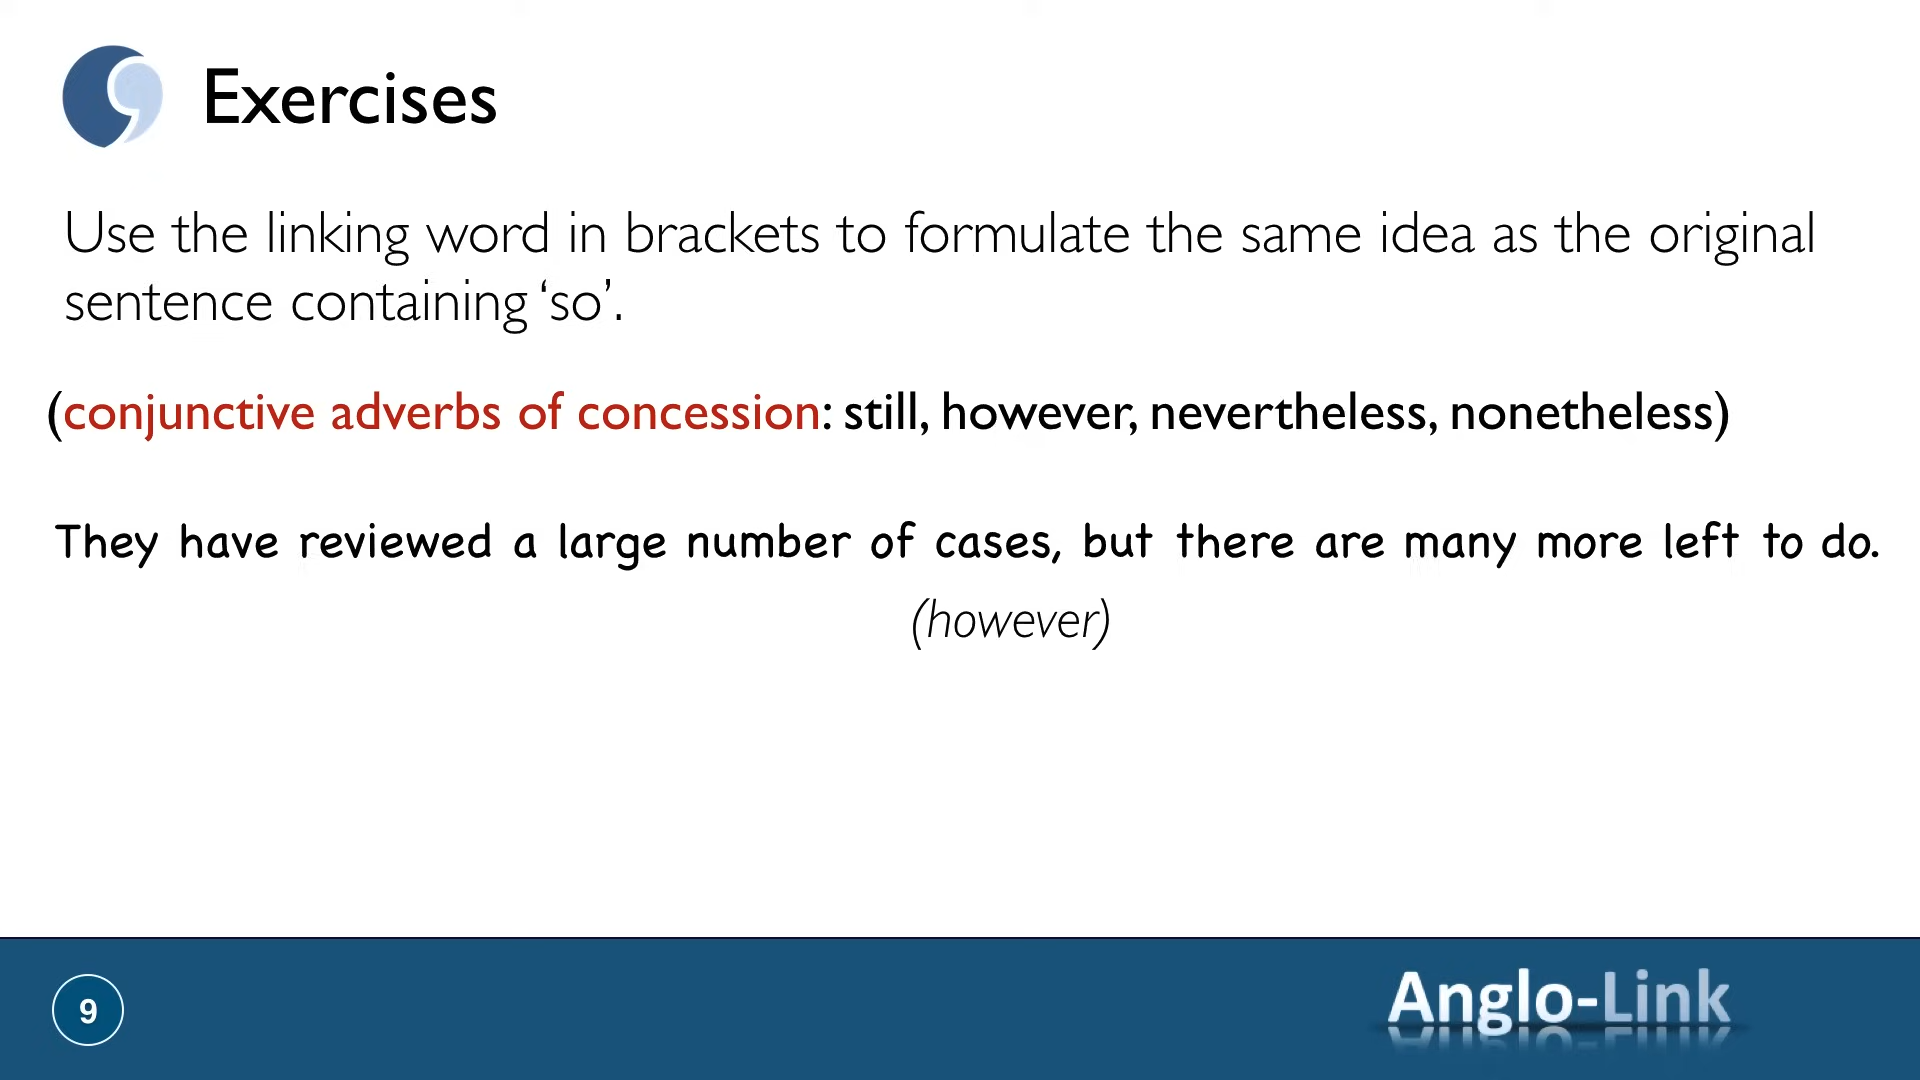 Exercises
Use the linking word in brackets to formulate the same idea as the original
sentence containing ‘so’.
(conjunctive adverbs of concession: still, however, nevertheless, nonetheless)
They have reviewed a large number of cases, but there are many more left to do.
(however)
9
Anglo-Link